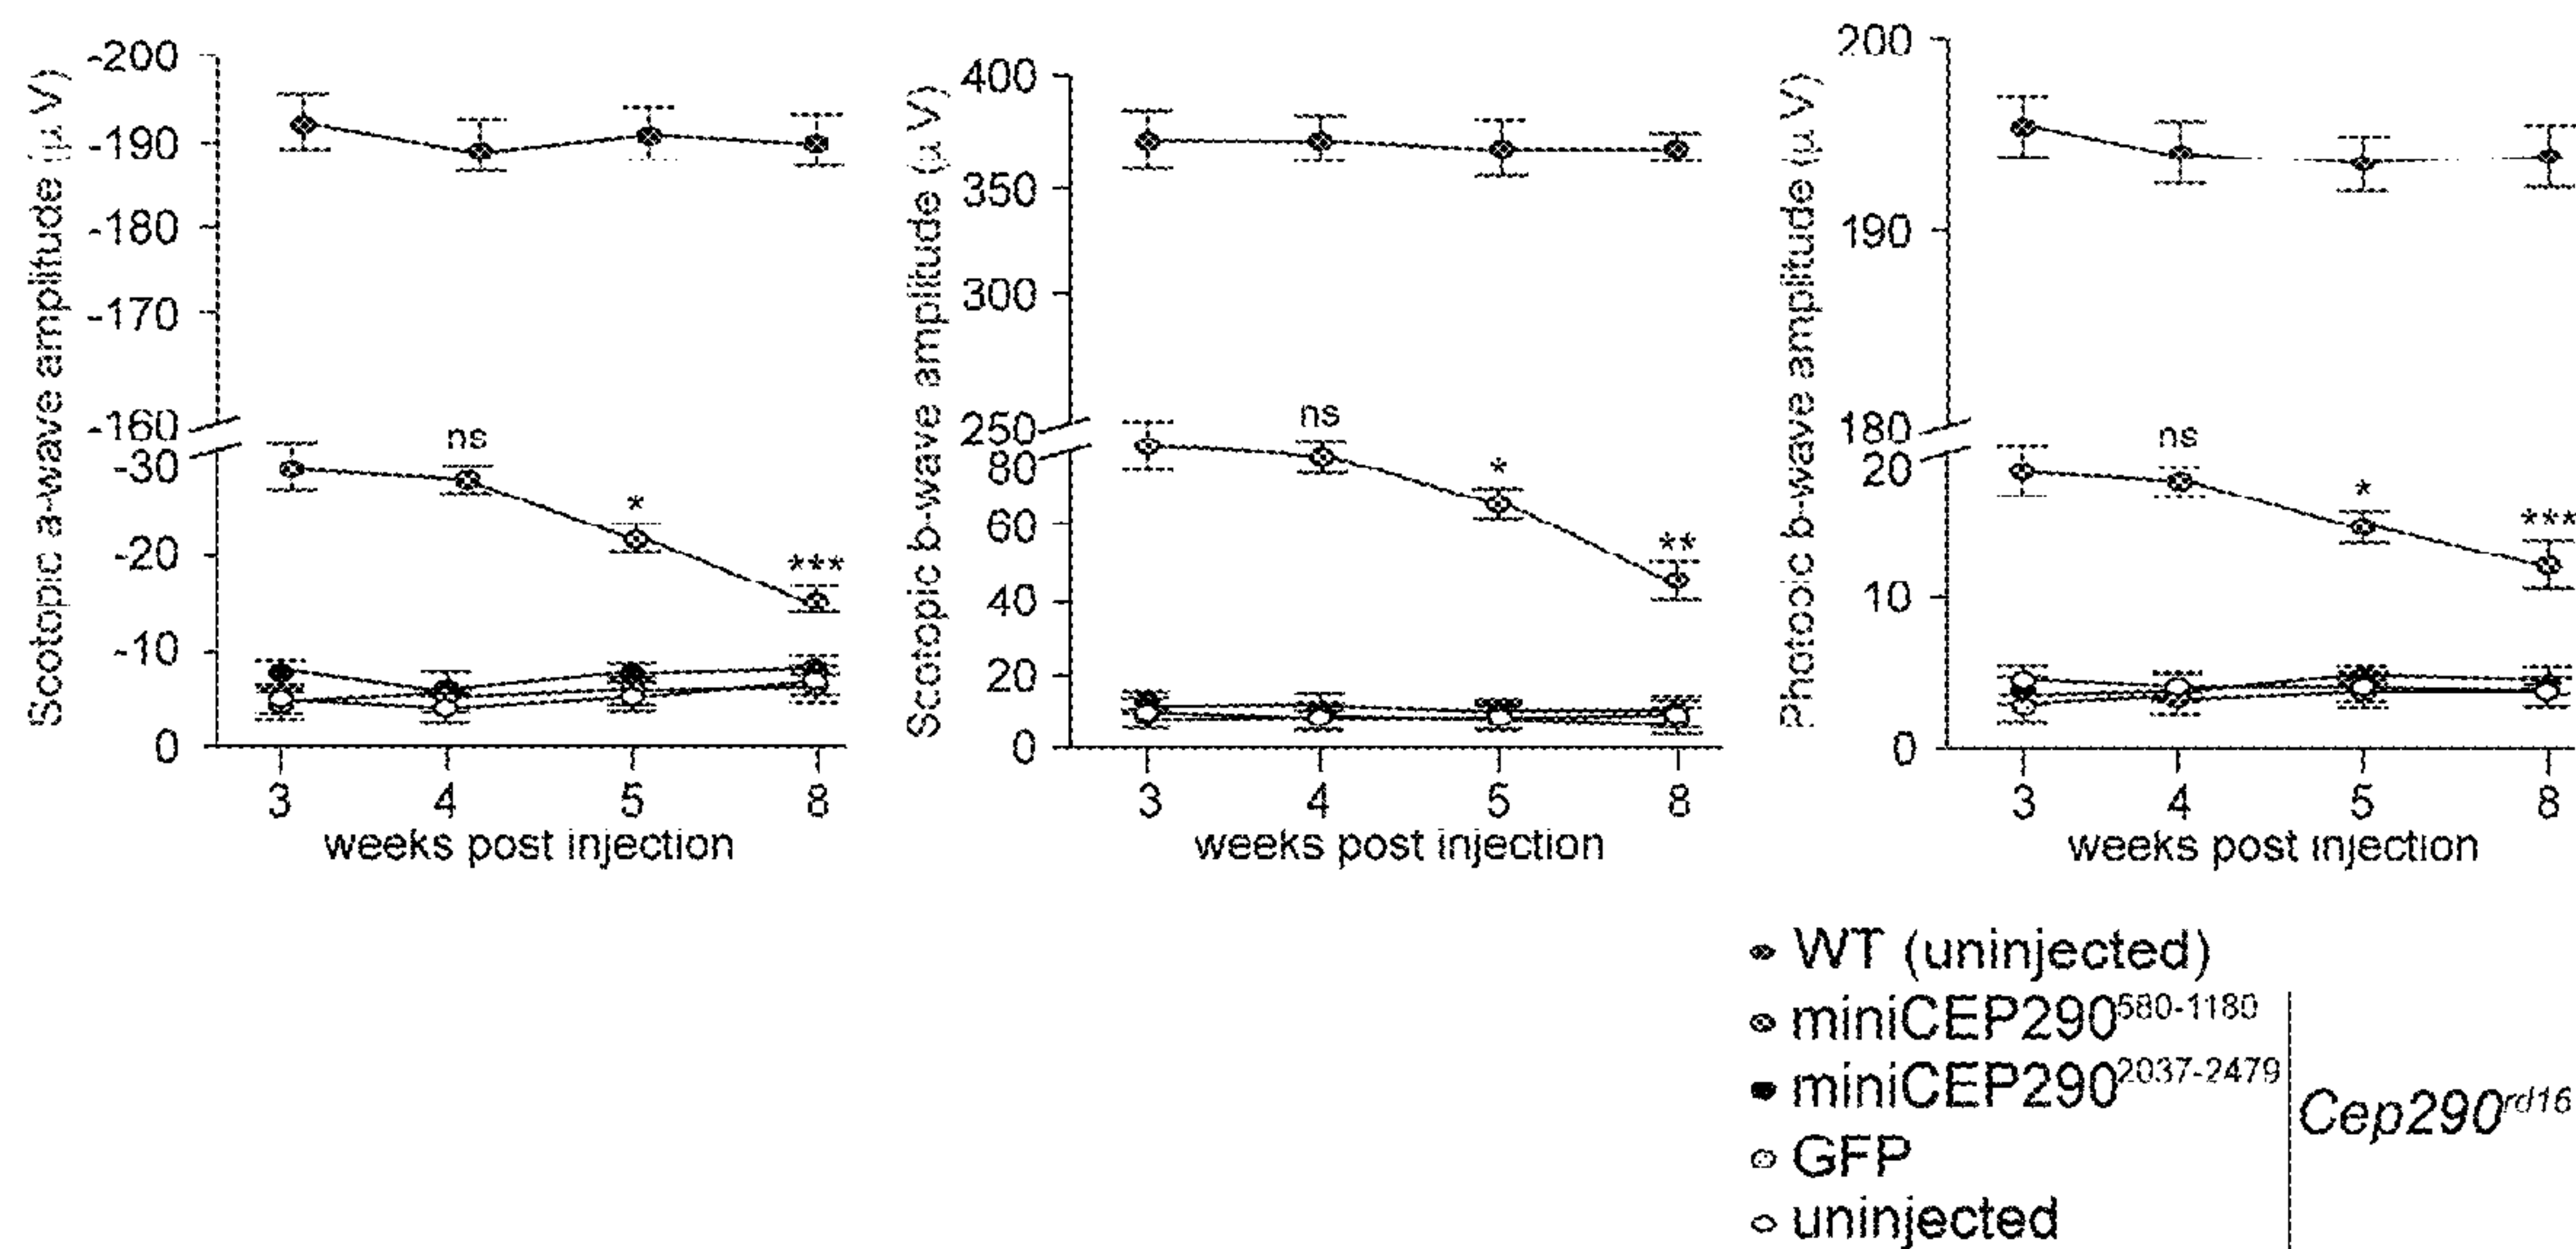 Scotopic a-wave amplitude (µ V)
-200
-190
-180
-170
-160
-30
-20
-10
0
ns
*
***
3 4 5 8
weeks post injection
Scotopic b-wave amplitude (µ V)
400
350
300
250
80
60
40
20
0
ns
*
**
3 4 5 8
weeks post injection
Photopic b-wave amplitude (µ V)
200
190
180
20
10
0
ns
*
***
3 4 5 8
weeks post injection
WT (uninjected)
miniCEP290580-1180
miniCEP2902037-2479
GFP
uninjected
Cep290rd16